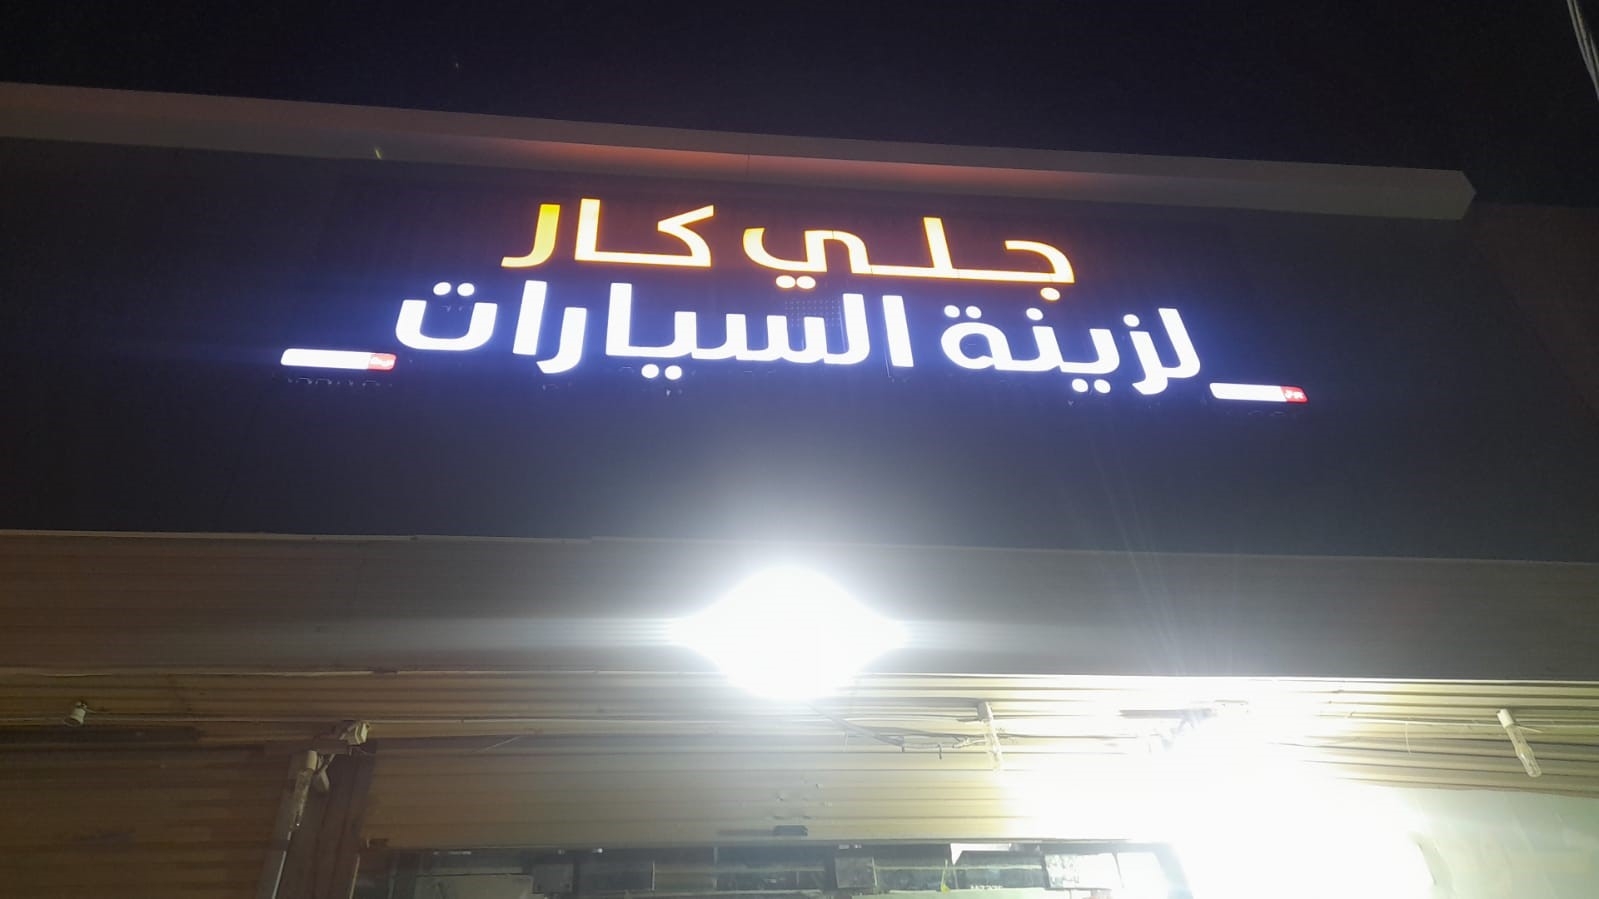 جلي كار
لزينة السيارات